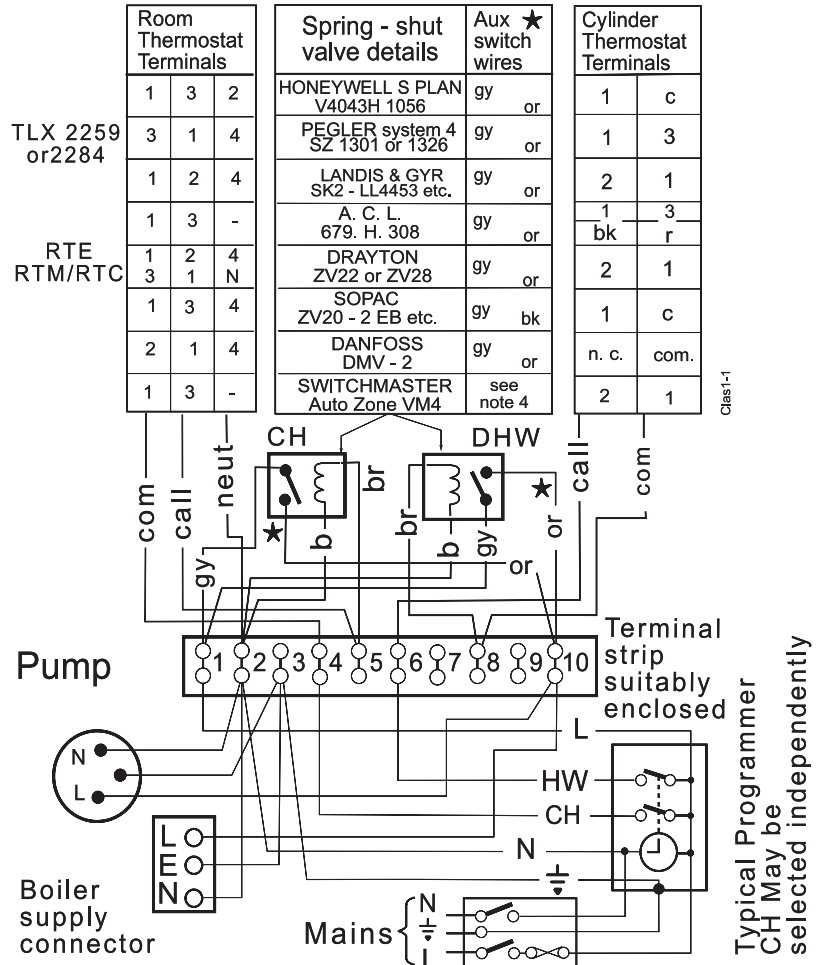 Room
Thermostat
Terminals
Spring - shut
valve details
Aux ★
switch
wires
Cylinder
Thermostat
Terminals
1 3 2 HONEYWELL S PLAN V4043H 1056 gy or 1 c
TLX 2259 or2284 3 1 4 PEGLER system 4 SZ 1301 or 1326 gy or 1 3
1 2 4 LANDIS & GYR SK2 - LL4453 etc. gy or 2 1
1 3 - A. C. L. 679. H. 308 gy or 1 3 bk r
RTE RTM/RTC 1 2 4 3 1 N DRAYTON ZV22 or ZV28 gy or 2 1
1 3 4 SOPAC ZV20 - 2 EB etc. gy bk 1 c
2 1 4 DANFOSS DMV - 2 gy or n. c. com.
1 3 - SWITCHMASTER Auto Zone VM4 see note 4 2 1
Clas1-1
CH
DHW
com
call
neut
gy
★
b
br
br
b
gy
★
or
or
call
com
1 2 3 4 5 6 7 8 9 10
Terminal
strip
suitably
enclosed
Pump
N
L
L
HW
CH
N
Typical Programmer
CH May be
selected independently
L
E
N
Boiler
supply
connector
Mains
N
L